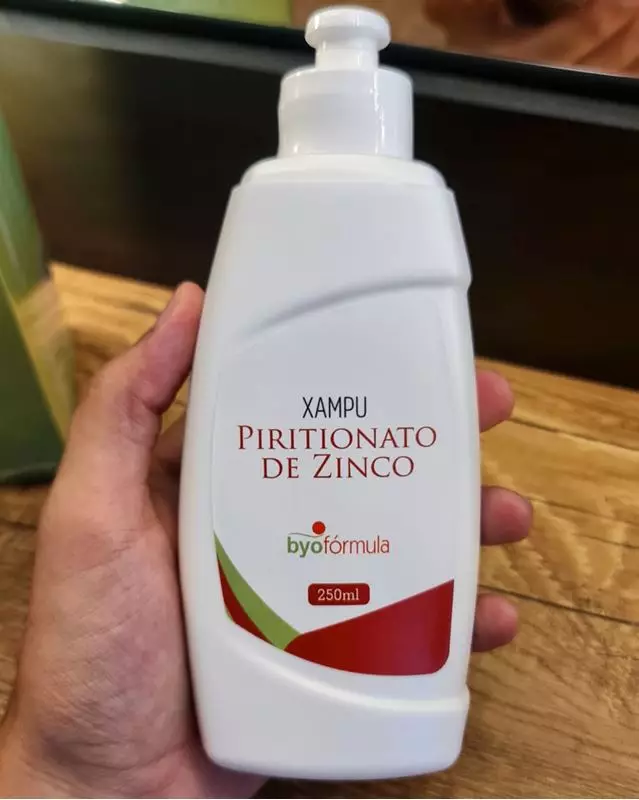 XAMPU
PIRITIONATO
DE ZINCO
byofórmula
250ml